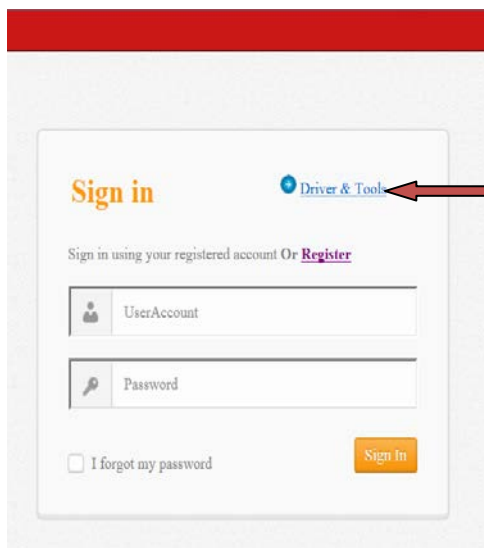 Sign in
Driver & Tools
Sign in using your registered account Or Register
UserAccount
Password
I forgot my password
Sign In